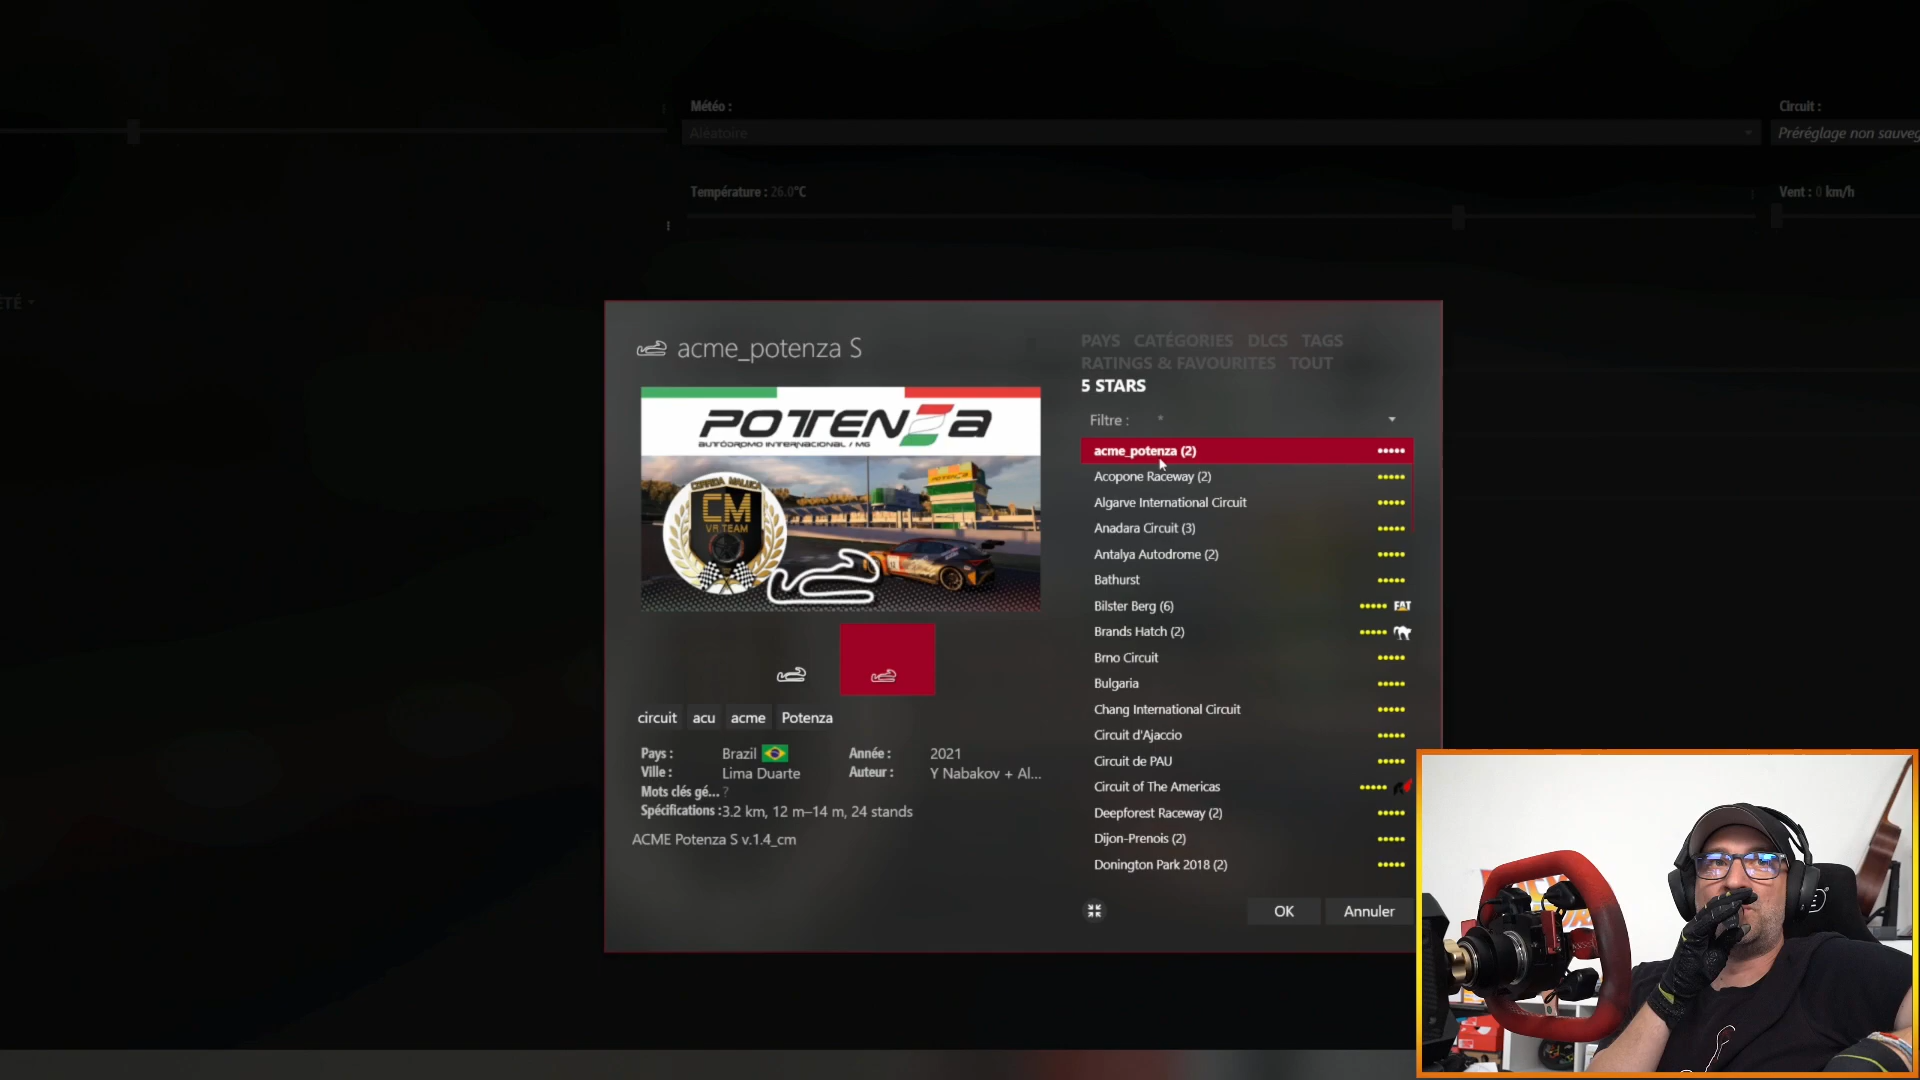 Météo :
Circuit :
Aléatoire
Préréglage non sauveg
Température : 26.0°C
Vent : 0 km/h
ÉTÉ
acme_potenza S
POTENZA
AUTÓDROMO INTERNACIONAL / MG
CORRIDA MALUCA
CM
VR TEAM
circuit acu acme Potenza
Pays : Brazil Année : 2021
Ville : Lima Duarte Auteur : Y Nabakov + Al...
Mots clés gé... ?
Spécifications : 3.2 km, 12 m–14 m, 24 stands
ACME Potenza S v.1.4_cm
PAYS CATÉGORIES DLCS TAGS
RATINGS & FAVOURITES TOUT
5 STARS
Filtre : *
acme_potenza (2)
Acopone Raceway (2)
Algarve International Circuit
Anadara Circuit (3)
Antalya Autodrome (2)
Bathurst
Bilster Berg (6) FAT
Brands Hatch (2)
Brno Circuit
Bulgaria
Chang International Circuit
Circuit d'Ajaccio
Circuit de PAU
Circuit of The Americas
Deepforest Raceway (2)
Dijon-Prenois (2)
Donington Park 2018 (2)
OK Annuler